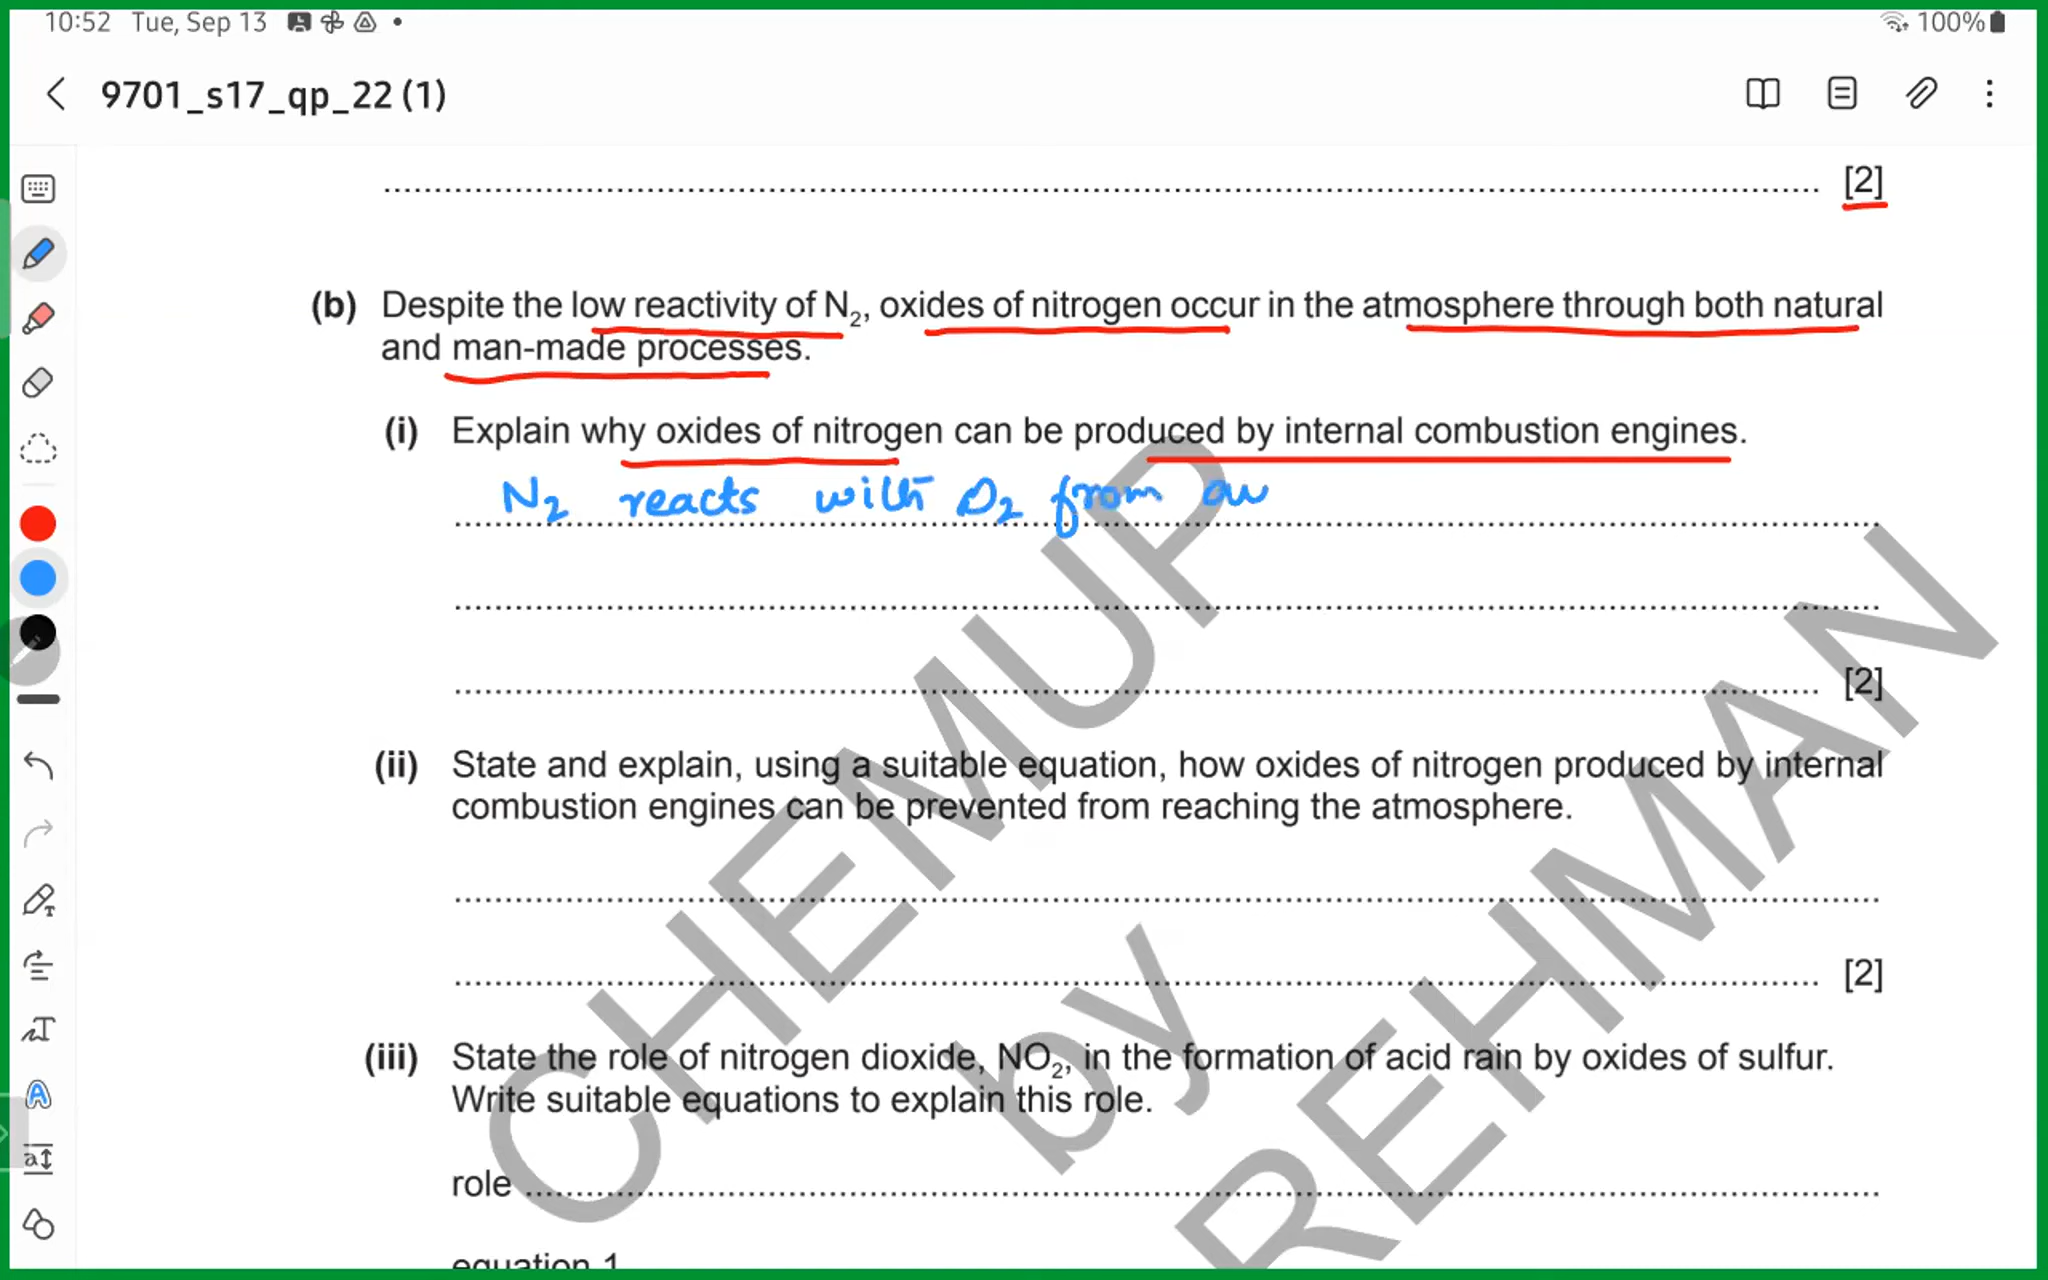 10:52 Tue, Sep 13
100%
9701_s17_qp_22 (1)
[2]
(b) Despite the low reactivity of N2, oxides of nitrogen occur in the atmosphere through both natural
and man-made processes.
(i) Explain why oxides of nitrogen can be produced by internal combustion engines.
N2 reacts with O2 from
[2]
(ii) State and explain, using a suitable equation, how oxides of nitrogen produced by internal
combustion engines can be prevented from reaching the atmosphere.
[2]
(iii) State the role of nitrogen dioxide, NO2, in the formation of acid rain by oxides of sulfur.
Write suitable equations to explain this role.
role
equation 1
CHEMUP
by
REHMAN